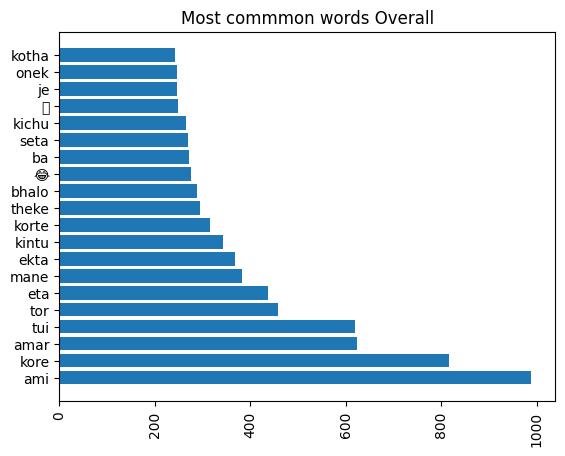 Most commmon words Overall
kotha
onek
je
kichu
seta
ba
😂
bhalo
theke
korte
kintu
ekta
mane
eta
tor
tui
amar
kore
ami
0
200
400
600
800
1000